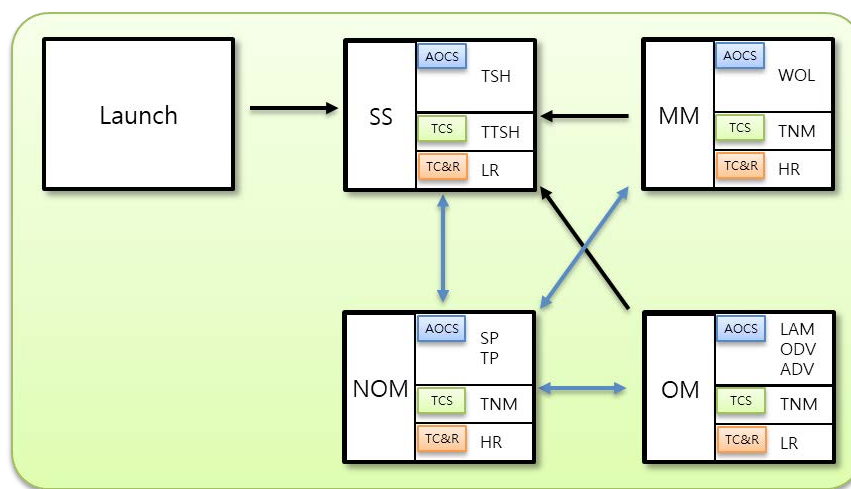 Launch
SS
AOCS
TSH
TCS
TTSH
TC&R
LR
MM
AOCS
WOL
TCS
TNM
TC&R
HR
NOM
AOCS
SP
TP
TCS
TNM
TC&R
HR
OM
AOCS
LAM
ODV
ADV
TCS
TNM
TC&R
LR